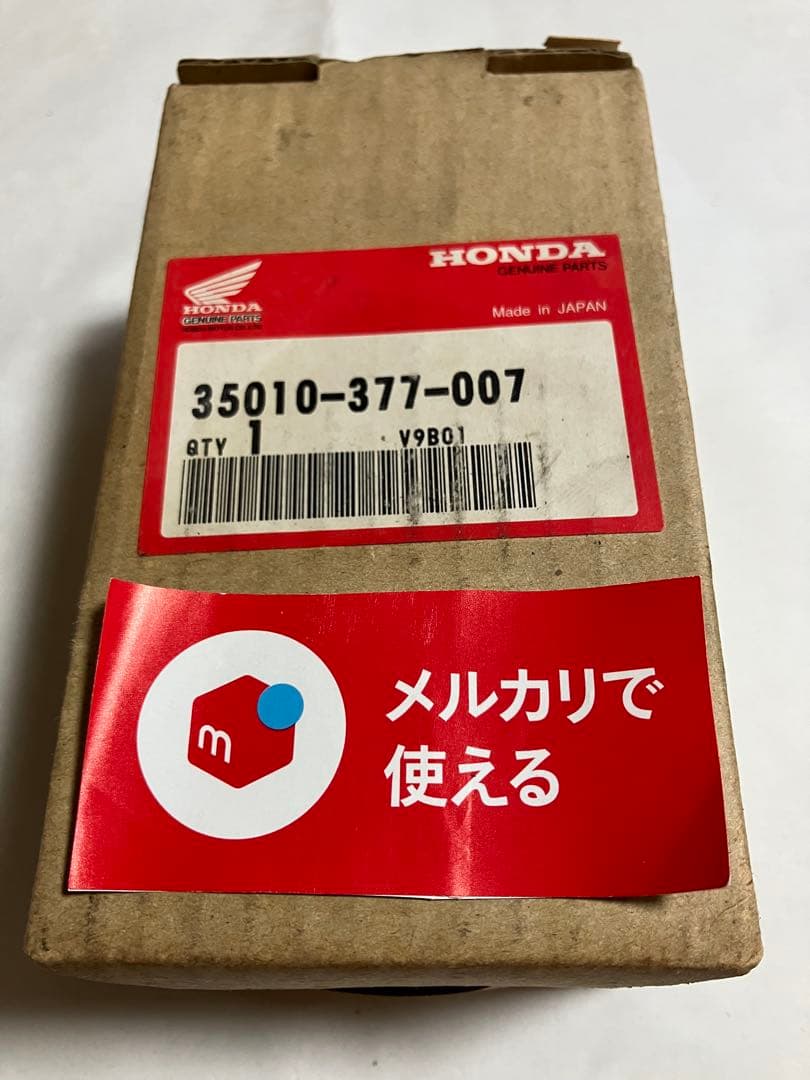 HONDA
GENUINE PARTS
HONDA
GENUINE PARTS
Made in JAPAN
35010-377-007
QTY 1 V9B01
m
メルカリで
使える